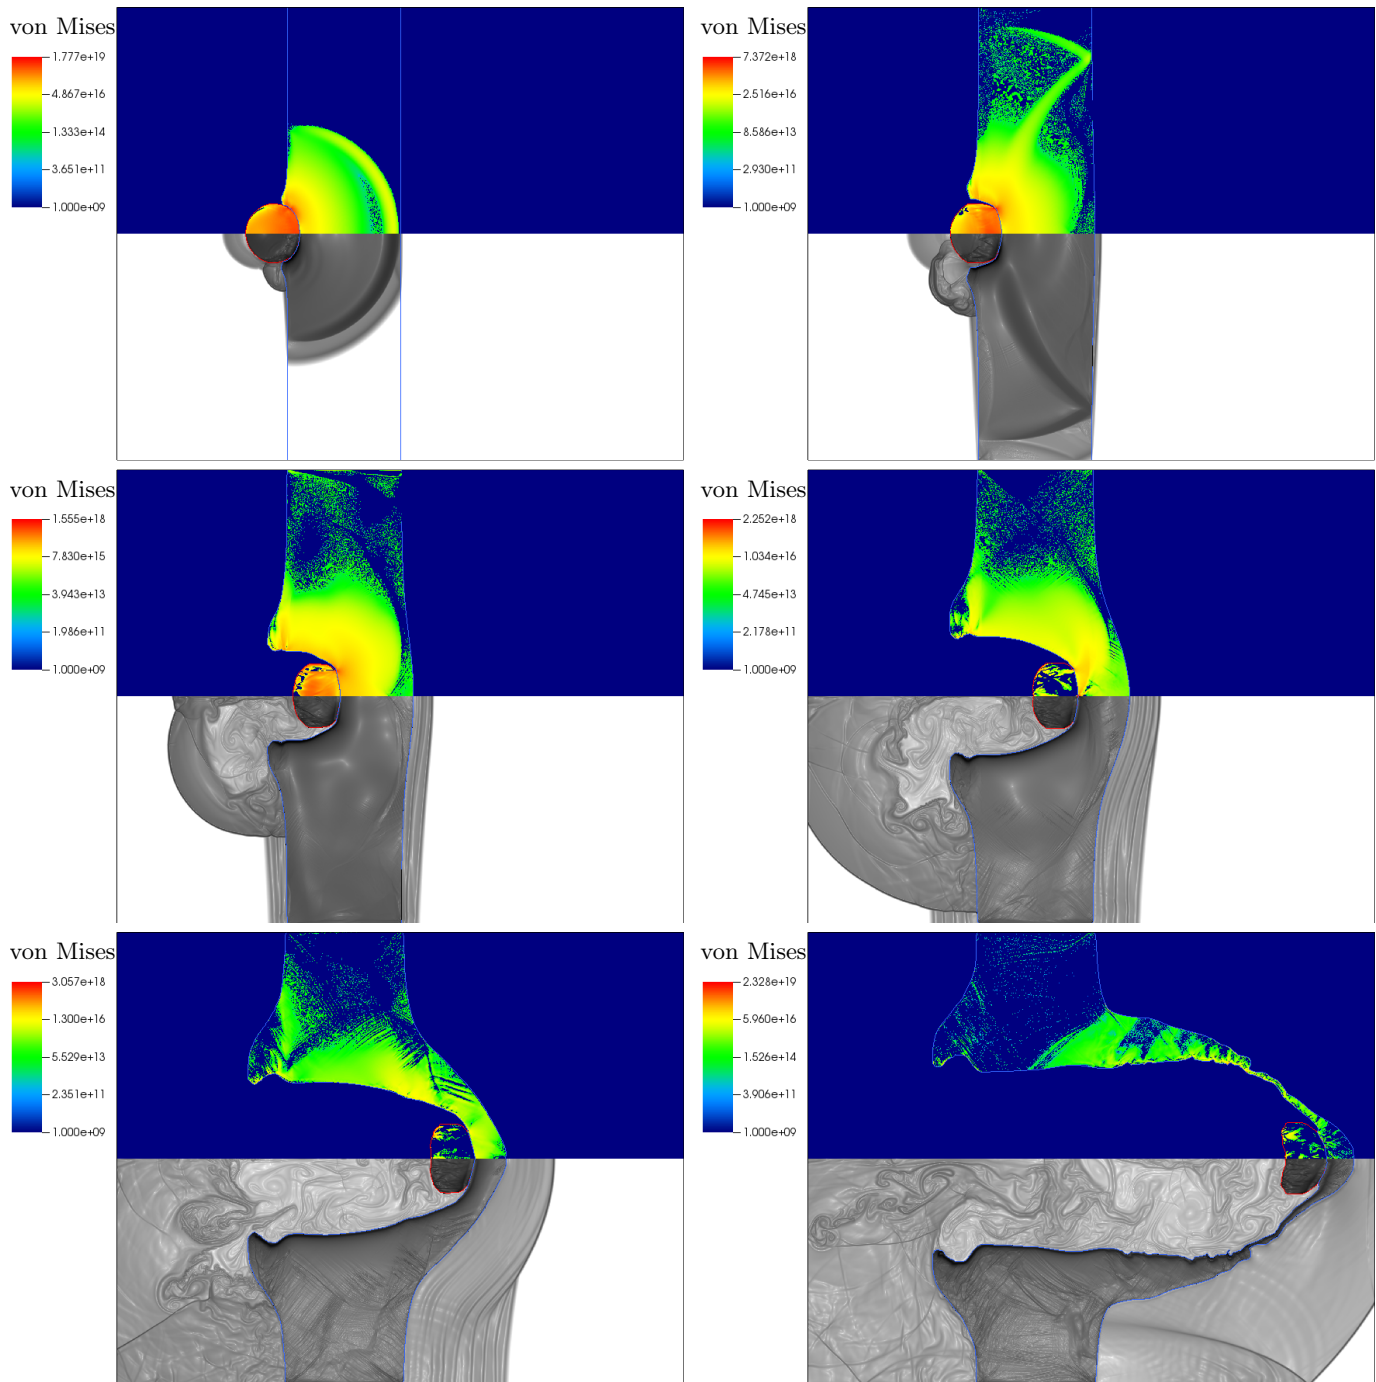 von Mises
1.777e+19
4.867e+16
1.333e+14
3.651e+11
1.000e+09
von Mises
7.372e+18
2.516e+16
8.586e+13
2.930e+11
1.000e+09
von Mises
1.555e+18
7.830e+15
3.943e+13
1.986e+11
1.000e+09
von Mises
2.252e+18
1.034e+16
4.745e+13
2.178e+11
1.000e+09
von Mises
3.057e+18
1.300e+16
5.529e+13
2.351e+11
1.000e+09
von Mises
2.328e+19
5.960e+16
1.526e+14
3.906e+11
1.000e+09